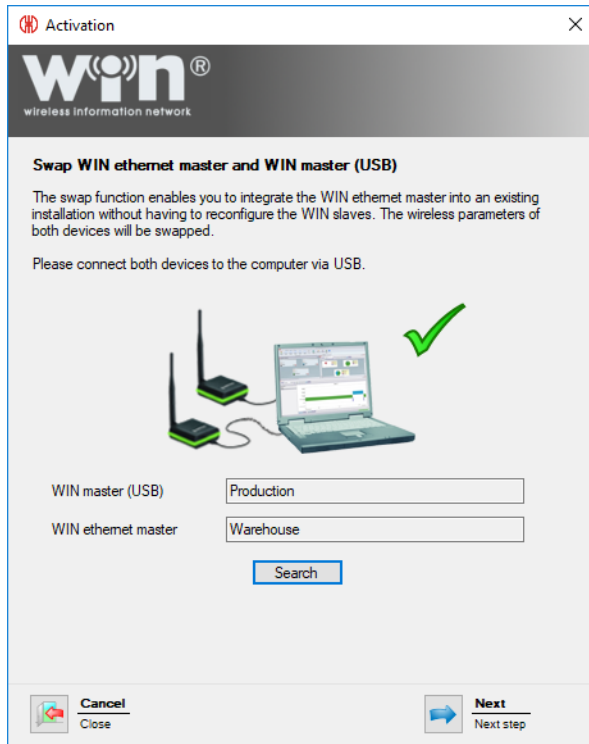 Activation
WIN®
wireless information network
Swap WIN ethernet master and WIN master (USB)
The swap function enables you to integrate the WIN ethernet master into an existing
installation without having to reconfigure the WIN slaves. The wireless parameters of
both devices will be swapped.
Please connect both devices to the computer via USB.
WIN master (USB) Production
WIN ethernet master Warehouse
Search
Cancel
Close
Next
Next step